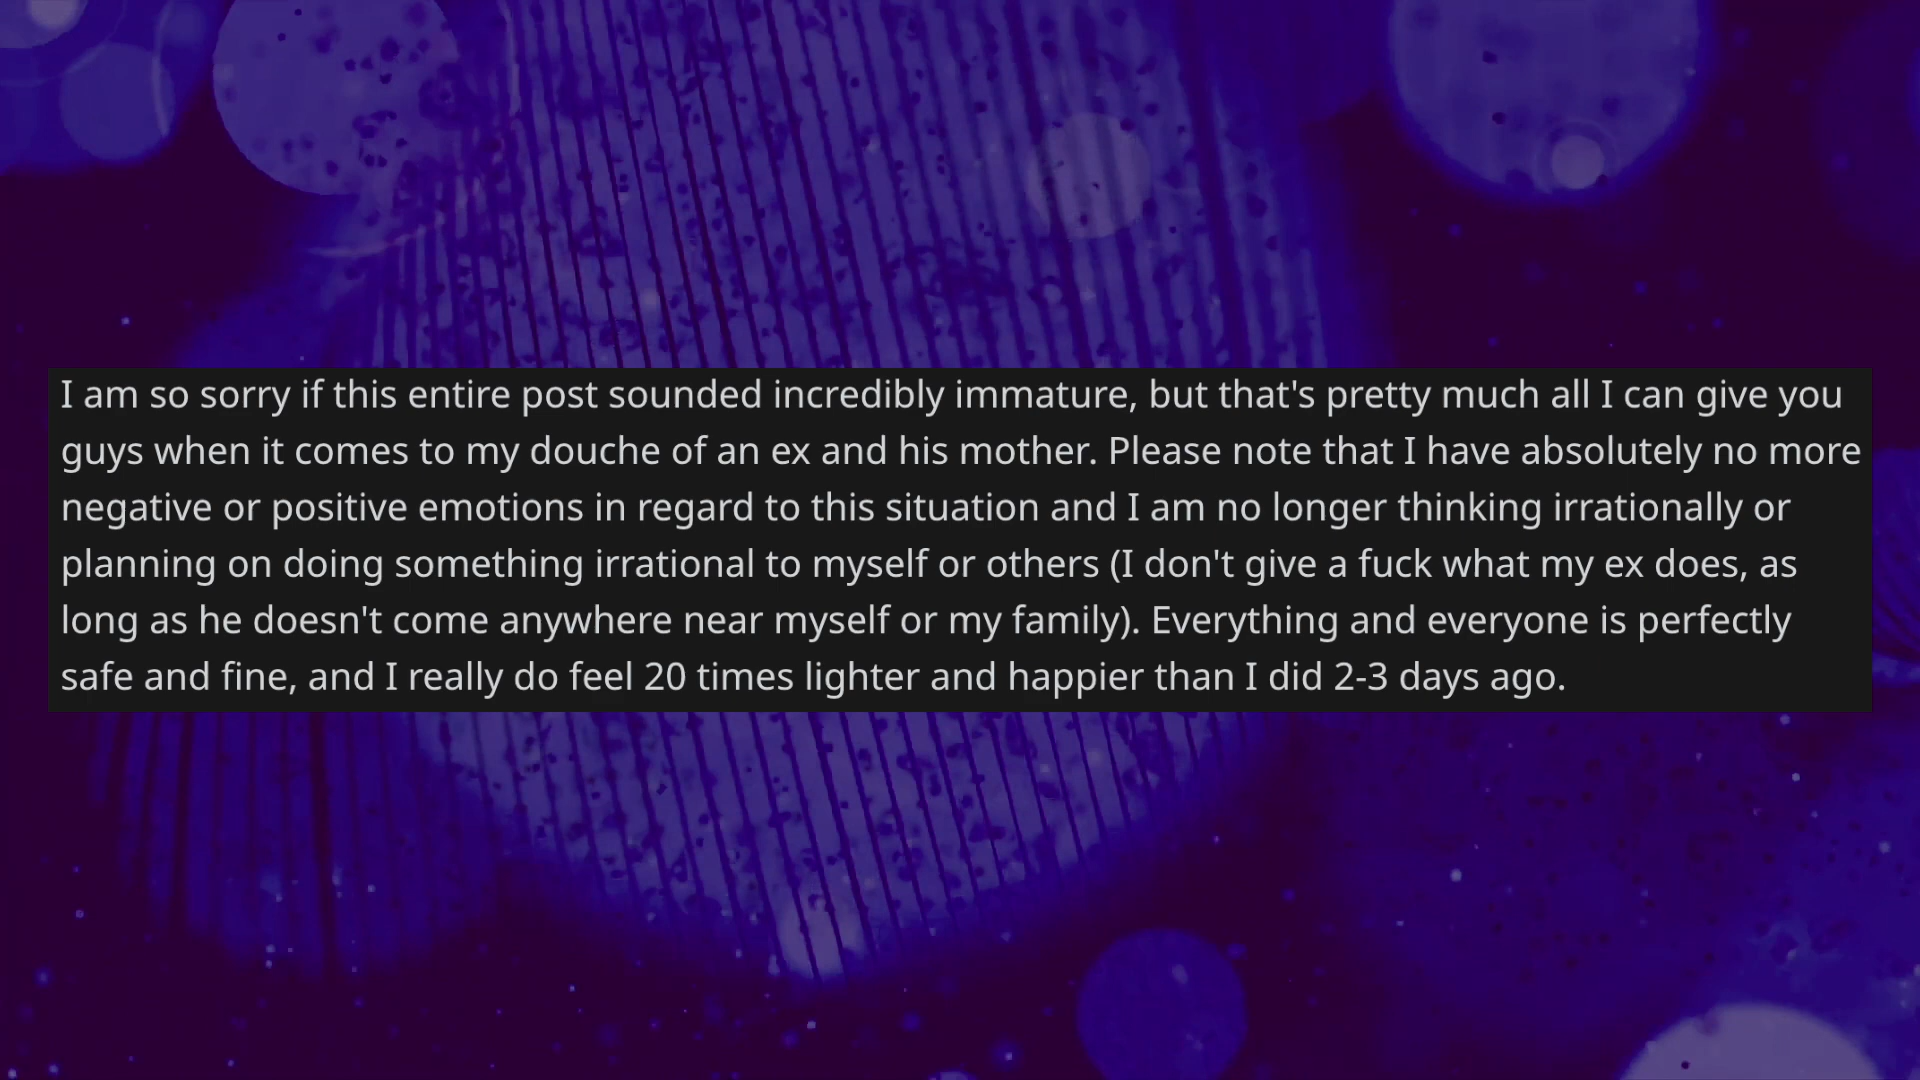 I am so sorry if this entire post sounded incredibly immature, but that's pretty much all I can give you
guys when it comes to my douche of an ex and his mother. Please note that I have absolutely no more
negative or positive emotions in regard to this situation and I am no longer thinking irrationally or
planning on doing something irrational to myself or others (I don't give a fuck what my ex does, as
long as he doesn't come anywhere near myself or my family). Everything and everyone is perfectly
safe and fine, and I really do feel 20 times lighter and happier than I did 2-3 days ago.